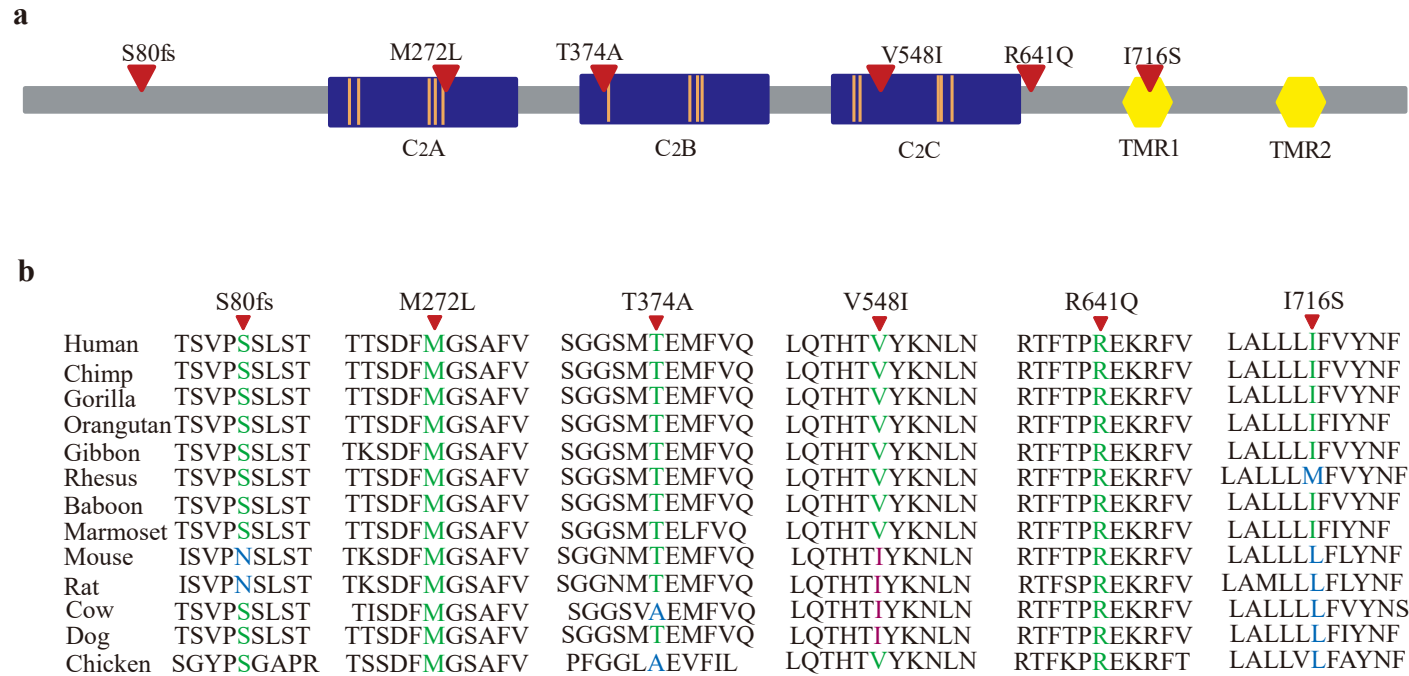 a
S80fs M272L T374A V548I R641Q I716S
C2A C2B C2C TMR1 TMR2
b
S80fs M272L T374A V548I R641Q I716S
Human TSVPSSLST TTSDFMGSAFV SGGSMTEMFVQ LQTHTVYKNLN RTFTPREKRFV LALLLIFVYNF
Chimp TSVPSSLST TTSDFMGSAFV SGGSMTEMFVQ LQTHTVYKNLN RTFTPREKRFV LALLLIFVYNF
Gorilla TSVPSSLST TTSDFMGSAFV SGGSMTEMFVQ LQTHTVYKNLN RTFTPREKRFV LALLLIFVYNF
Orangutan TSVPSSLST TTSDFMGSAFV SGGSMTEMFVQ LQTHTVYKNLN RTFTPREKRFV LALLLIFIYNF
Gibbon TSVPSSLST TKSDFMGSAFV SGGSMTEMFVQ LQTHTVYKNLN RTFTPREKRFV LALLLIFVYNF
Rhesus TSVPSSLST TTSDFMGSAFV SGGSMTEMFVQ LQTHTVYKNLN RTFTPREKRFV LALLLMFVYNF
Baboon TSVPSSLST TTSDFMGSAFV SGGSMTEMFVQ LQTHTVYKNLN RTFTPREKRFV LALLLIFVYNF
Marmoset TSVPSSLST TTSDFMGSAFV SGGSMTELFVQ LQTHTVYKNLN RTFTPREKRFV LALLLIFIYNF
Mouse ISVPNSLST TKSDFMGSAFV SGGNMTEMFVQ LQTHTIYKNLN RTFTPREKRFV LALLLLFLYNF
Rat ISVPNSLST TKSDFMGSAFV SGGNMTEMFVQ LQTHTIYKNLN RTFSPREKRFV LAMLLLFLYNF
Cow TSVPSSLST TISDFMGSAFV SGGSVAEMFVQ LQTHTIYKNLN RTFTPREKRFV LALLLLFVYNS
Dog TSVPSSLST TTSDFMGSAFV SGGSMTEMFVQ LQTHTIYKNLN RTFTPREKRFV LALLLLFIYNF
Chicken SGYPSGAPR TSSDFMGSAFV PFGGLAEVFIL LQTHTVYKNLN RTFKPREKRFT LALLVLFAYNF